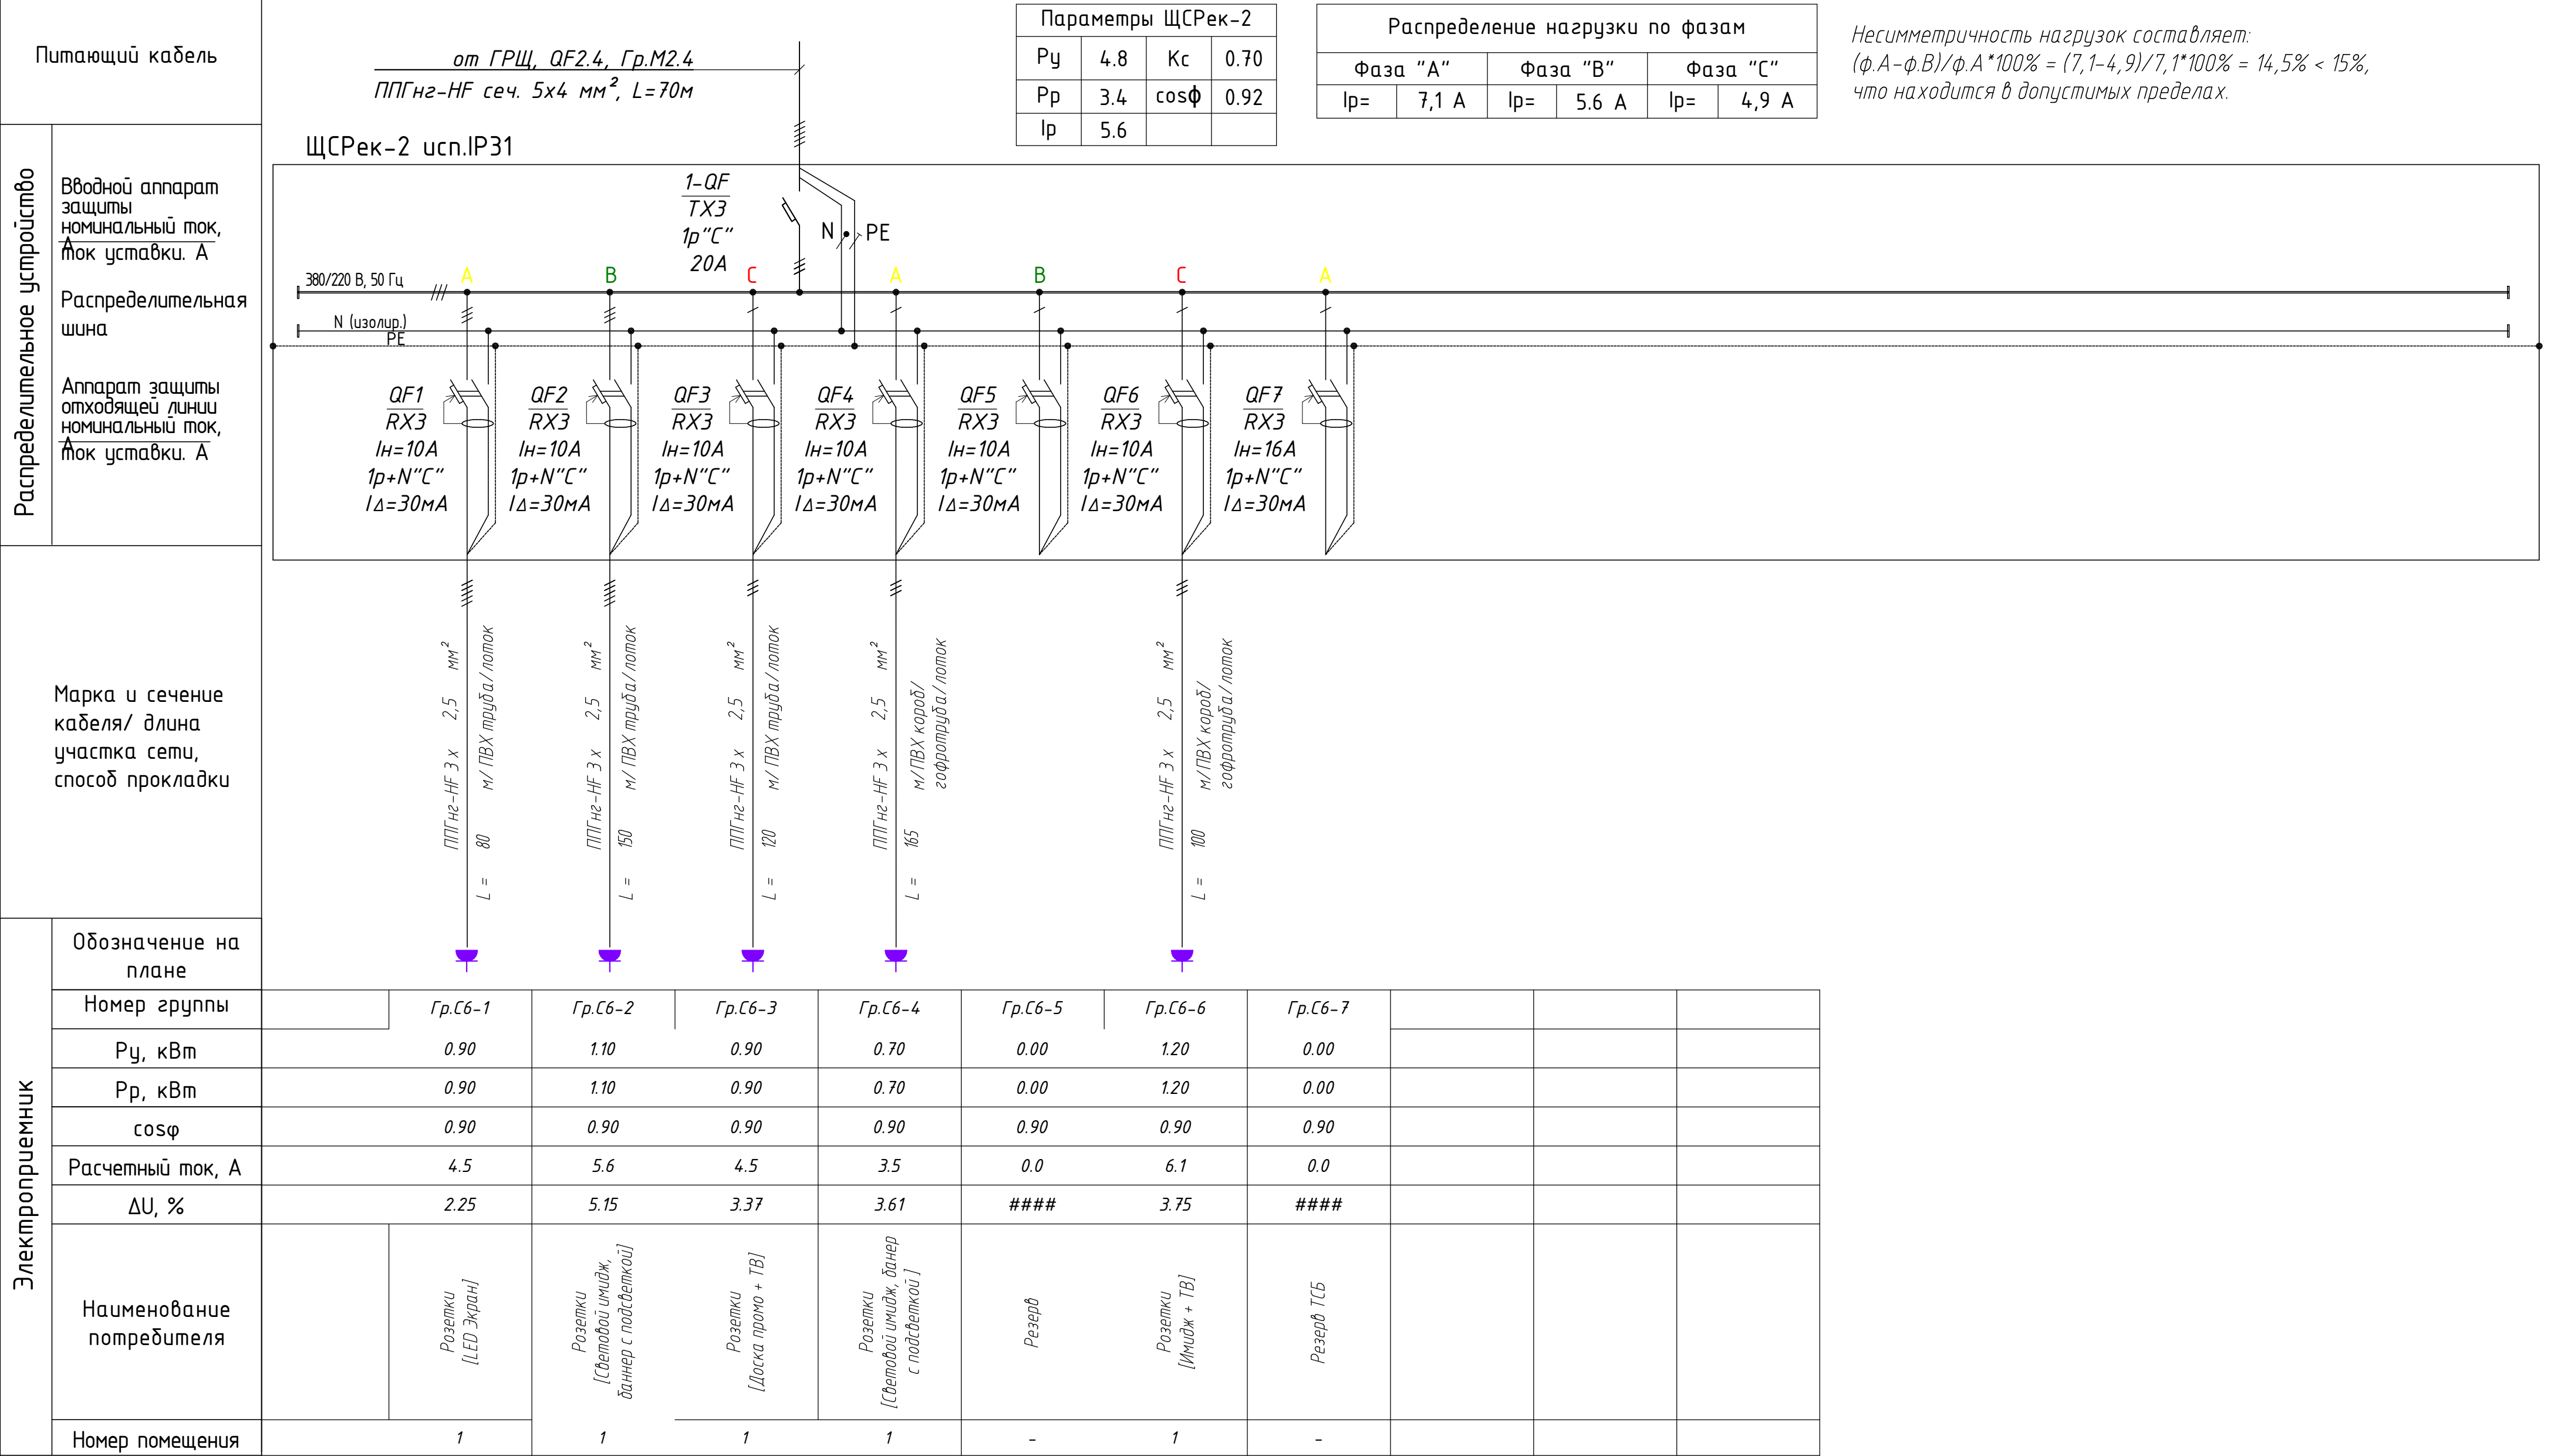 Питающий кабель
от ГРЩ, QF2.4, Гр.М2.4
ППГнг-HF сеч. 5х4 мм², L=70м
Параметры ЩСРек-2
Ру 4.8 Кс 0.70
Рр 3.4 cosф 0.92
Iр 5.6
Распределение нагрузки по фазам
Фаза "А" Фаза "В" Фаза "С"
Iр= 7,1 А Iр= 5.6 А Iр= 4,9 А
Несимметричность нагрузок составляет:
(ф.А-ф.В)/ф.А*100% = (7,1-4,9)/7,1*100% = 14,5% < 15%,
что находится в допустимых пределах.
Распределительное устройство
Вводной аппарат
защиты
номинальный ток,
А
ток уставки. А
Распределительная
шина
Аппарат защиты
отходящей линии
номинальный ток,
А
ток уставки. А
ЩСРек-2 исп.IP31
1-QF
TX3
1р"С"
20А
N
PE
380/220 В, 50 Гц
A B C A B C A
N (изолир.)
PE
QF1
RX3
Iн=10А
1р+N"С"
IΔ=30мА
QF2
RX3
Iн=10А
1р+N"С"
IΔ=30мА
QF3
RX3
Iн=10А
1р+N"С"
IΔ=30мА
QF4
RX3
Iн=10А
1р+N"С"
IΔ=30мА
QF5
RX3
Iн=10А
1р+N"С"
IΔ=30мА
QF6
RX3
Iн=10А
1р+N"С"
IΔ=30мА
QF7
RX3
Iн=16А
1р+N"С"
IΔ=30мА
Марка и сечение
кабеля/ длина
участка сети,
способ прокладки
ППГнг-HF 3 х 2,5 мм²
L = 80 м/ ПВХ труба/лоток
ППГнг-HF 3 х 2,5 мм²
L = 150 м/ ПВХ труба/лоток
ППГнг-HF 3 х 2,5 мм²
L = 120 м/ ПВХ труба/лоток
ППГнг-HF 3 х 2,5 мм²
L = 165 м/ПВХ короб/
гофротруба/лоток
ППГнг-HF 3 х 2,5 мм²
L = 100 м/ПВХ короб/
гофротруба/лоток
Электроприемник
Обозначение на
плане
Номер группы Гр.С6-1 Гр.С6-2 Гр.С6-3 Гр.С6-4 Гр.С6-5 Гр.С6-6 Гр.С6-7
Ру, кВт 0.90 1.10 0.90 0.70 0.00 1.20 0.00
Рр, кВт 0.90 1.10 0.90 0.70 0.00 1.20 0.00
cosφ 0.90 0.90 0.90 0.90 0.90 0.90 0.90
Расчетный ток, А 4.5 5.6 4.5 3.5 0.0 6.1 0.0
ΔU, % 2.25 5.15 3.37 3.61 #### 3.75 ####
Наименование
потребителя
Розетки
[LED Экран]
Розетки
[Световой имидж,
баннер с подсветкой]
Розетки
[Доска промо + ТВ]
Розетки
[Световой имидж, банер
с подсветкой ]
Резерв
Розетки
[Имидж + ТВ]
Резерв ТСБ
Номер помещения 1 1 1 1 - 1 -